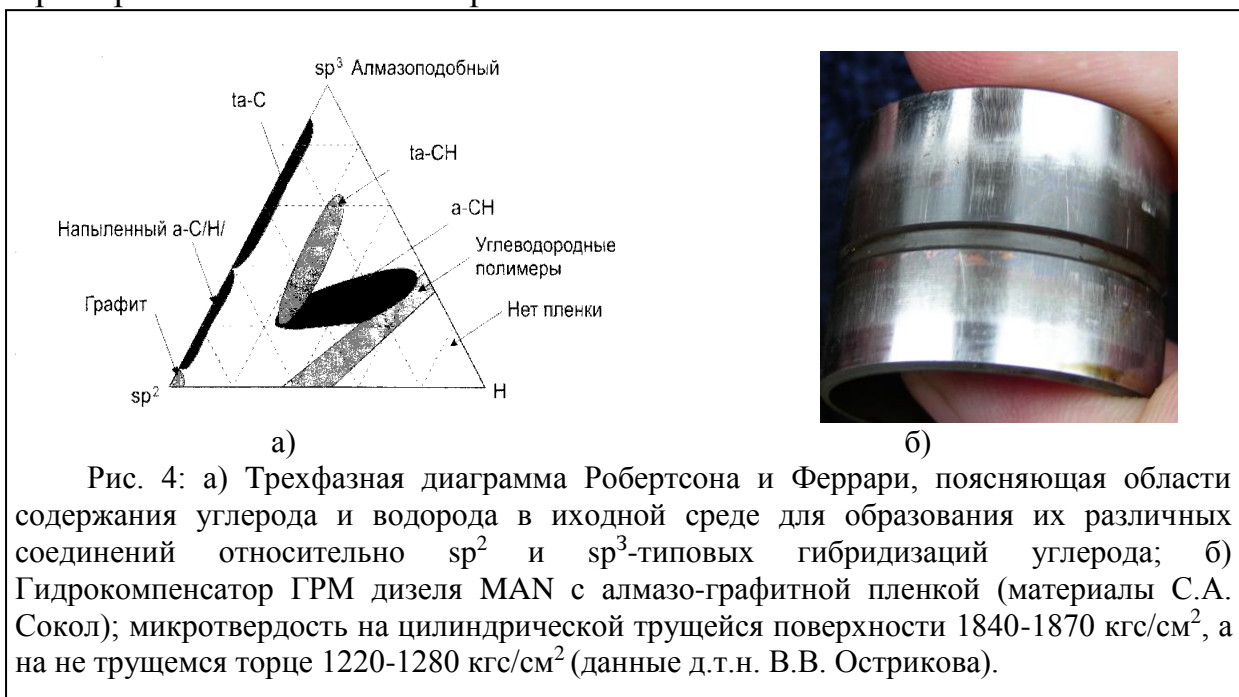 sp³ Алмазоподобный
ta-C
ta-CH
a-CH
Напыленный a-C/H/
Углеводородные
полимеры
Графит
Нет пленки
sp²
H
а)
б)
Рис. 4: а) Трехфазная диаграмма Робертсона и Феррари, поясняющая области
содержания углерода и водорода в иходной среде для образования их различных
соединений относительно sp² и sp³-типовых гибридизаций углерода; б)
Гидрокомпенсатор ГРМ дизеля MAN с алмазо-графитной пленкой (материалы С.А.
Сокол); микротвердость на цилиндрической трущейся поверхности 1840-1870 кгс/см², а
на не трущемся торце 1220-1280 кгс/см² (данные д.т.н. В.В. Острикова).